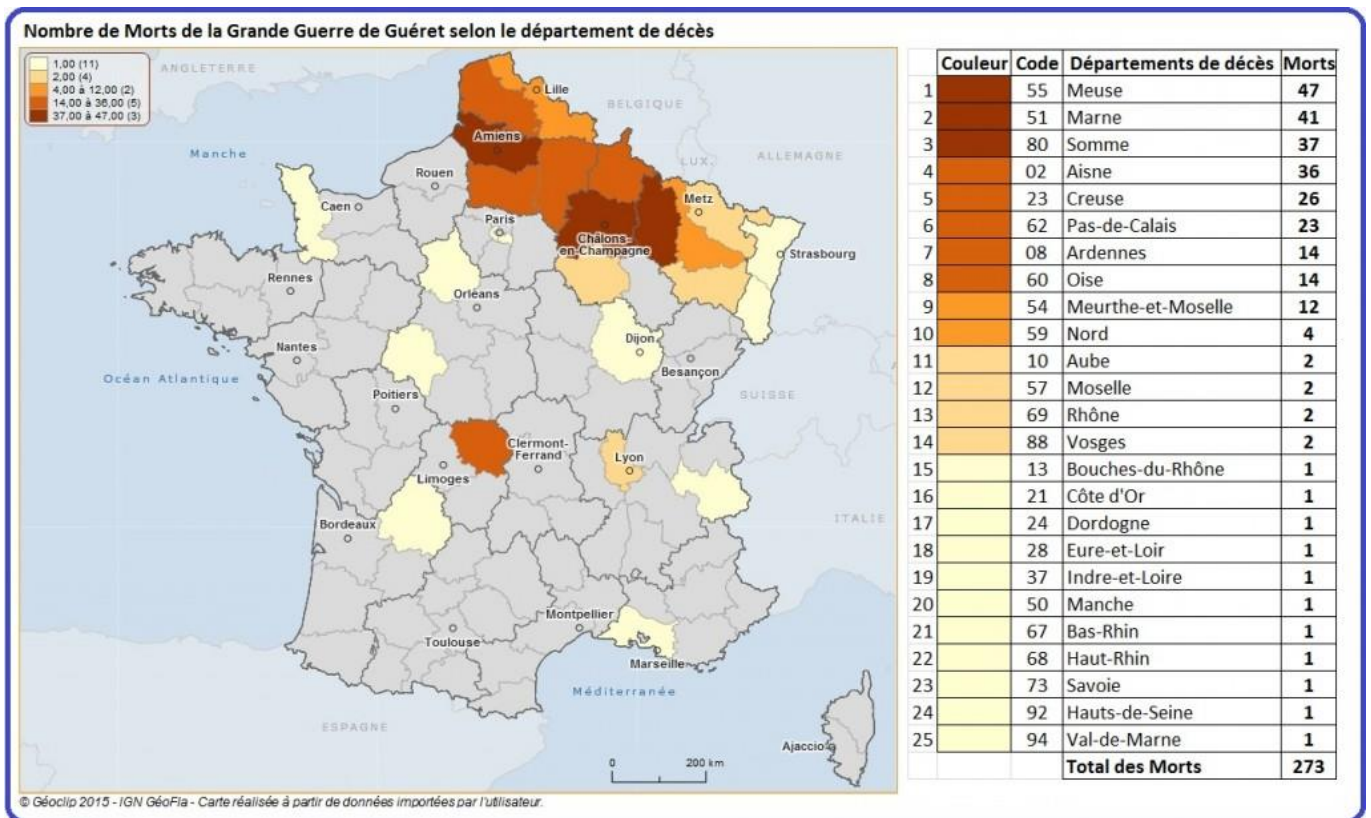 Nombre de Morts de la Grande Guerre de Guéret selon le département de décès
1,00 (11)
2,00 (4)
4,00 à 12,00 (2)
14,00 à 36,00 (5)
37,00 à 47,00 (3)
ANGLETERRE
Lille
BELGIQUE
Manche
Amiens
LUX.
ALLEMAGNE
Rouen
Caen
Paris
Metz
Châlons-
en-Champagne
Strasbourg
Rennes
Orléans
Nantes
Dijon
Besançon
Océan Atlantique
Poitiers
SUISSE
Clermont-
Ferrand
Lyon
Limoges
Bordeaux
ITALIE
Montpellier
Toulouse
Marseille
Méditerranée
ESPAGNE
Ajaccio
0 200 km
© Géoclip 2015 - IGN GéoFla - Carte réalisée à partir de données importées par l'utilisateur.
Couleur Code Départements de décès Morts
1 55 Meuse 47
2 51 Marne 41
3 80 Somme 37
4 02 Aisne 36
5 23 Creuse 26
6 62 Pas-de-Calais 23
7 08 Ardennes 14
8 60 Oise 14
9 54 Meurthe-et-Moselle 12
10 59 Nord 4
11 10 Aube 2
12 57 Moselle 2
13 69 Rhône 2
14 88 Vosges 2
15 13 Bouches-du-Rhône 1
16 21 Côte d'Or 1
17 24 Dordogne 1
18 28 Eure-et-Loir 1
19 37 Indre-et-Loire 1
20 50 Manche 1
21 67 Bas-Rhin 1
22 68 Haut-Rhin 1
23 73 Savoie 1
24 92 Hauts-de-Seine 1
25 94 Val-de-Marne 1
Total des Morts 273